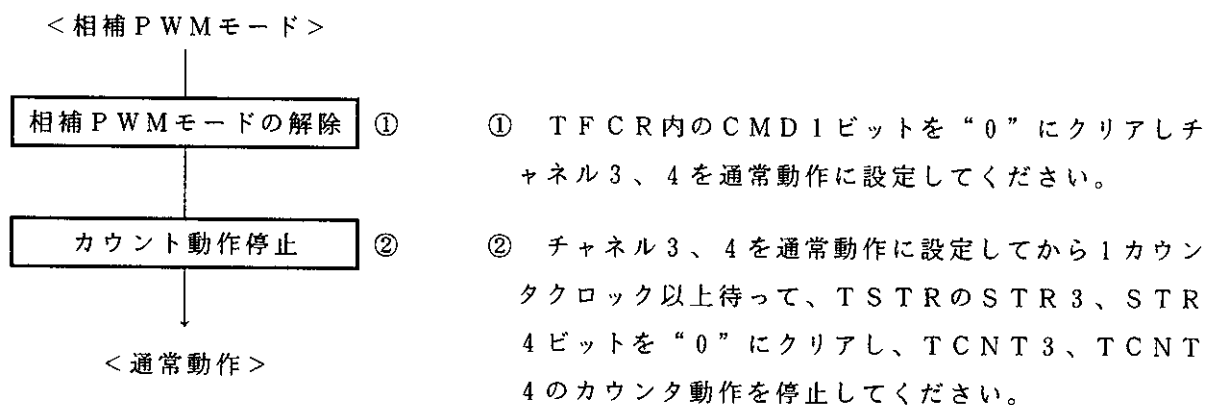 <相補PWMモード>
相補PWMモードの解除 ①
① TFCR内のCMD1ビットを“0”にクリアしチ
ャネル3、4を通常動作に設定してください。
カウント動作停止 ②
② チャネル3、4を通常動作に設定してから1カウン
タクロック以上待って、TSTRのSTR3、STR
4ビットを“0”にクリアし、TCNT3、TCNT
4のカウンタ動作を停止してください。
<通常動作>